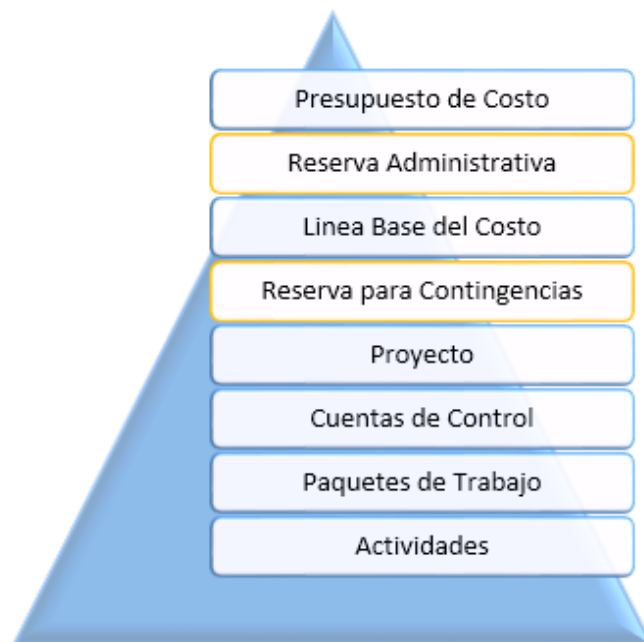 Presupuesto de Costo
Reserva Administrativa
Linea Base del Costo
Reserva para Contingencias
Proyecto
Cuentas de Control
Paquetes de Trabajo
Actividades